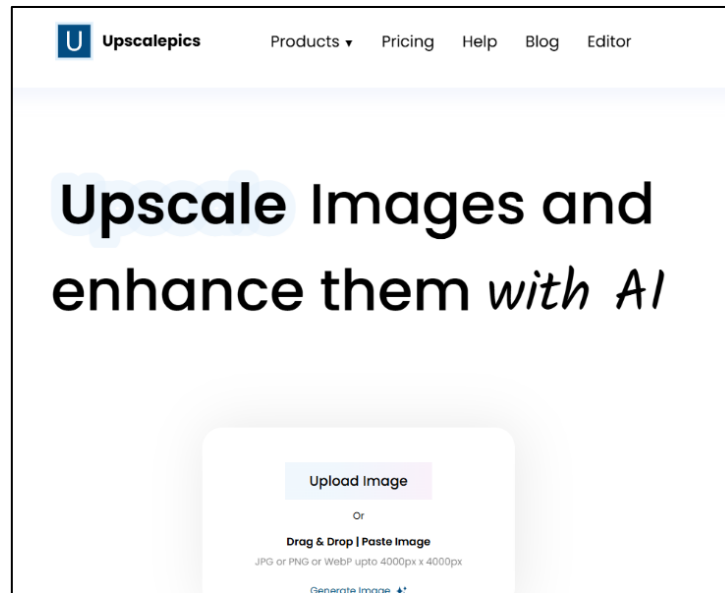 U Upscalepics Products ▾ Pricing Help Blog Editor
Upscale Images and
enhance them with AI
Upload Image
Or
Drag & Drop | Paste Image
JPG or PNG or WebP upto 4000px x 4000px
Generate Image